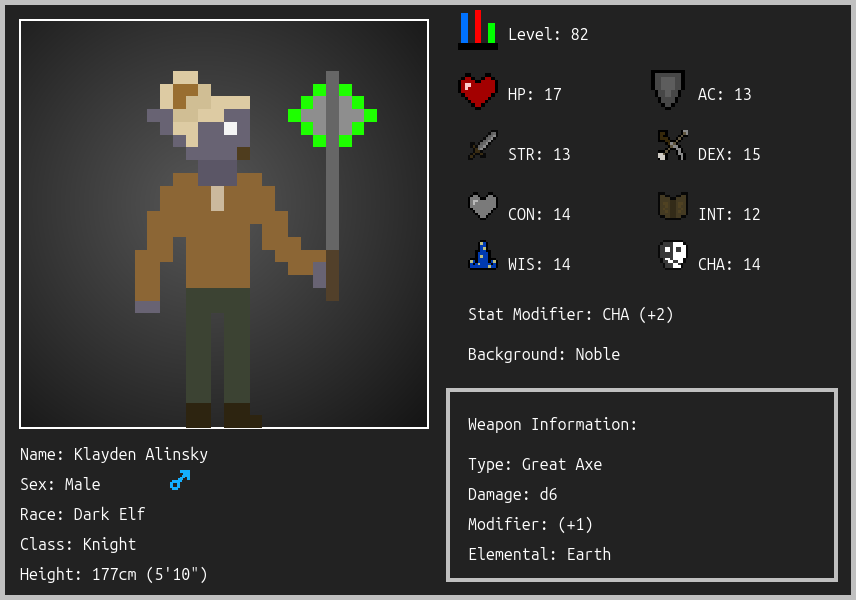 Level: 82
HP: 17
AC: 13
STR: 13
DEX: 15
CON: 14
INT: 12
WIS: 14
CHA: 14
Stat Modifier: CHA (+2)
Background: Noble
Weapon Information:
Type: Great Axe
Damage: d6
Modifier: (+1)
Elemental: Earth
Name: Klayden Alinsky
Sex: Male
Race: Dark Elf
Class: Knight
Height: 177cm (5'10")